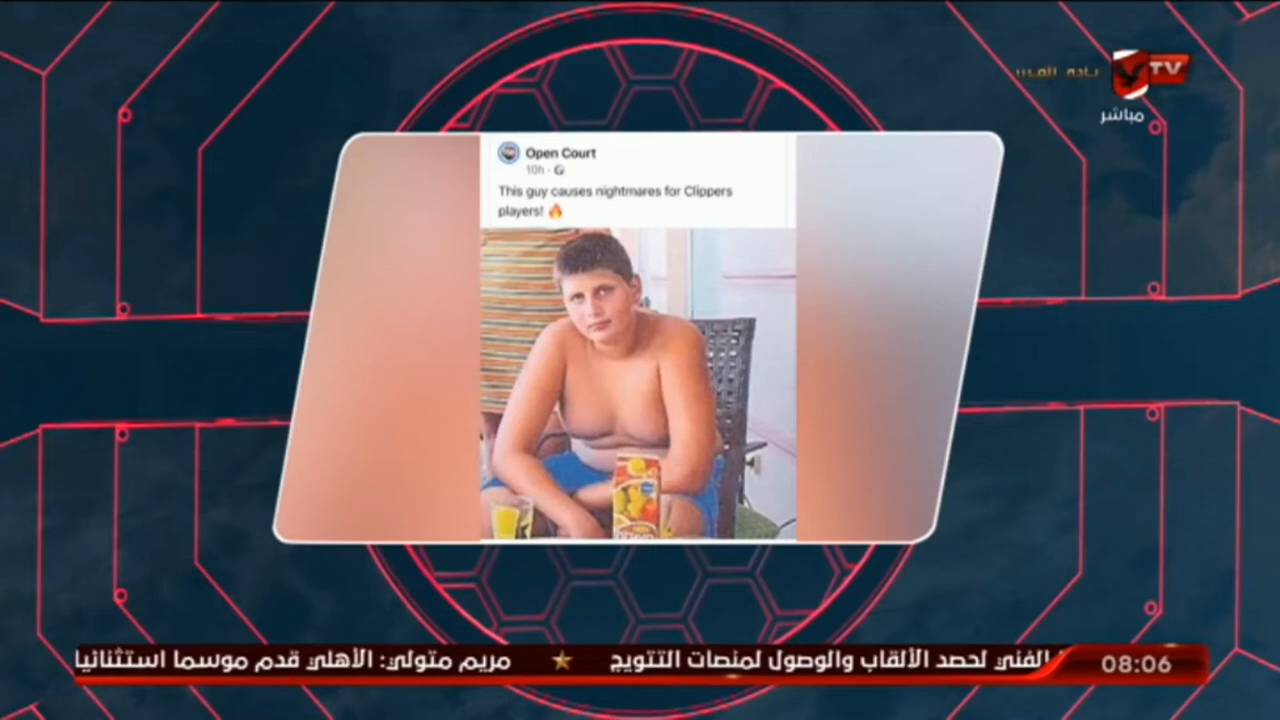 TV
مباشر
Open Court
10h
This guy causes nightmares for Clippers
players! 🔥
الفني لحصد الألقاب والوصول لمنصات التتويج ★ مريم متولي: الأهلي قدم موسما استثنائيا
08:06